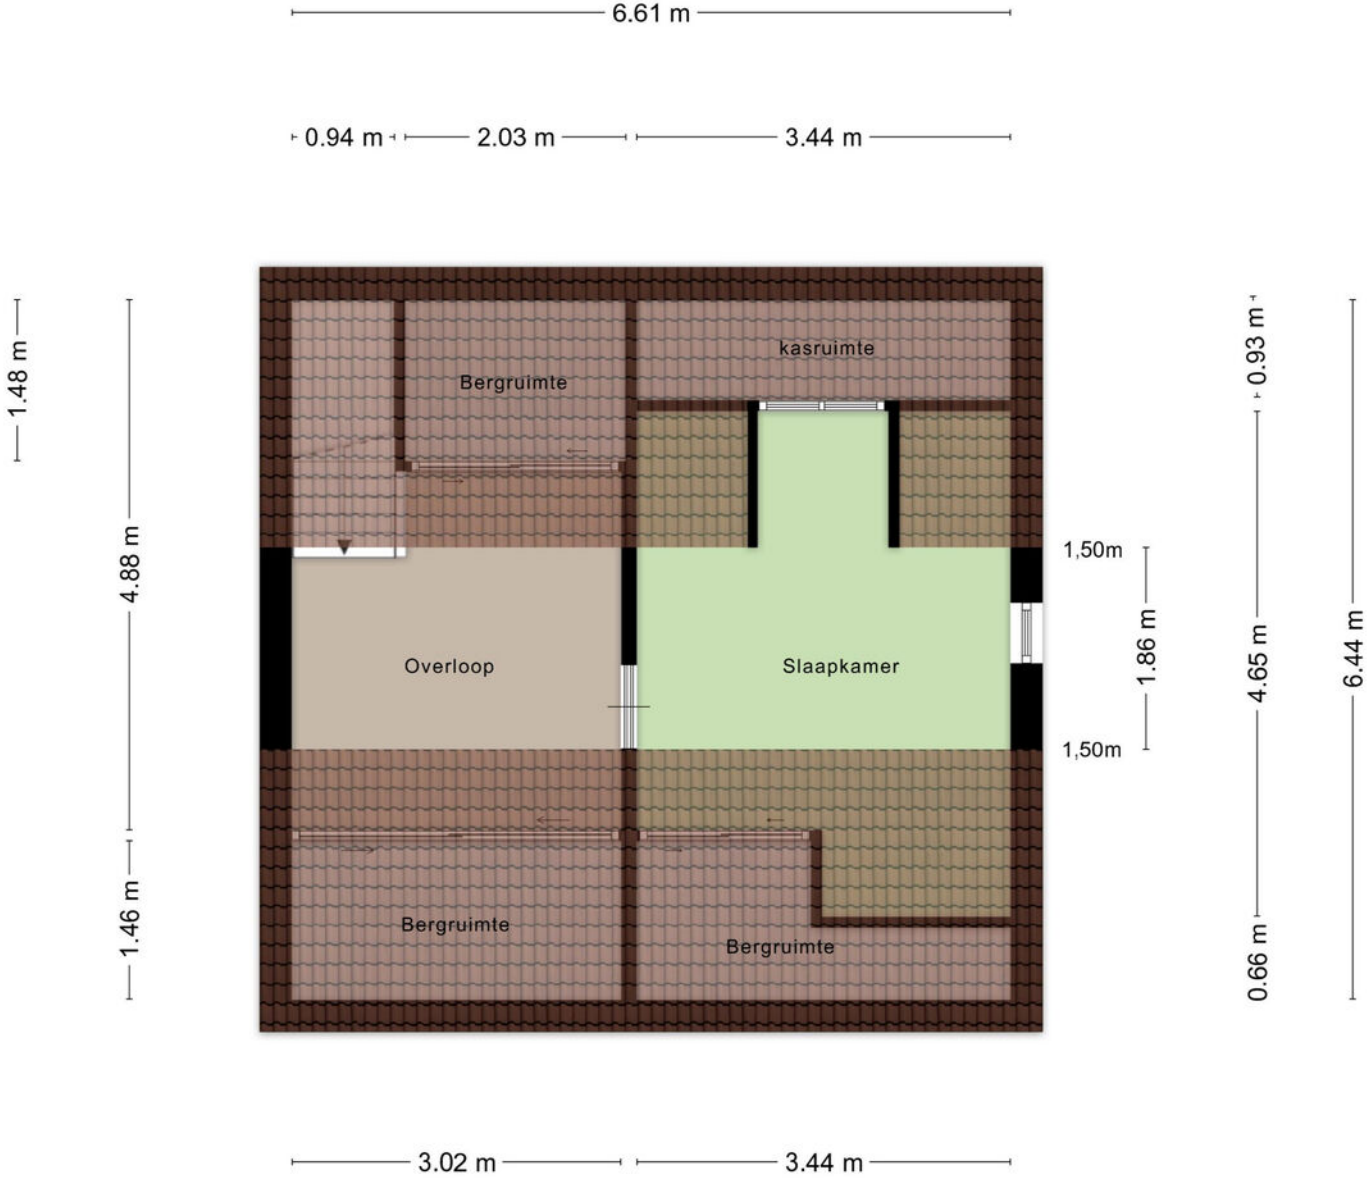 6.61 m
0.94 m
2.03 m
3.44 m
1.48 m
4.88 m
1.46 m
kasruimte
Bergruimte
0.93 m
1,50m
1.86 m
4.65 m
6.44 m
Overloop
Slaapkamer
1,50m
Bergruimte
Bergruimte
0.66 m
3.02 m
3.44 m